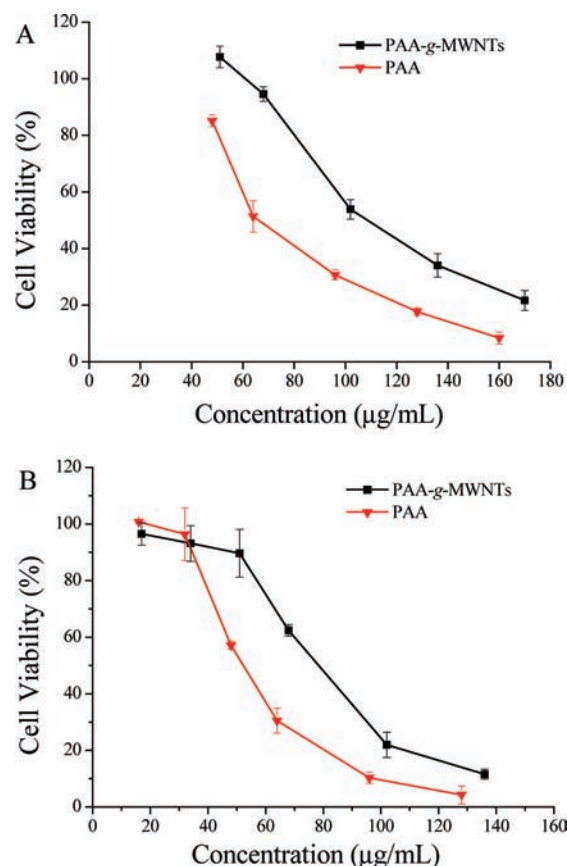 A
PAA-g-MWNTs
PAA
Cell Viability (%)
120
100
80
60
40
20
0
0 20 40 60 80 100 120 140 160 180
Concentration (μg/mL)
B
PAA-g-MWNTs
PAA
Cell Viability (%)
120
100
80
60
40
20
0
0 20 40 60 80 100 120 140 160
Concentration (μg/mL)